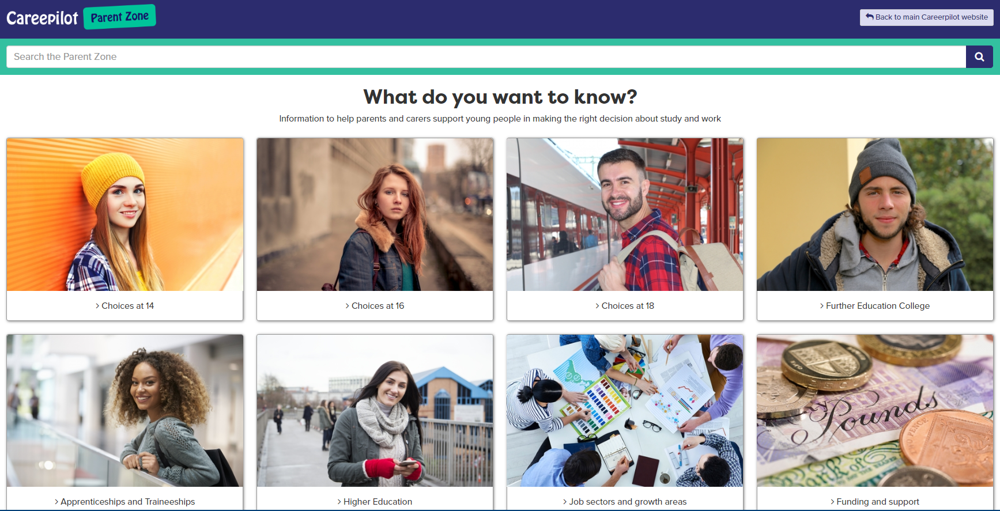 Careepilot Parent Zone
Back to main Careerpilot website
Search the Parent Zone
What do you want to know?
Information to help parents and carers support young people in making the right decision about study and work
Choices at 14
Choices at 16
Choices at 18
Further Education College
Pounds
Apprenticeships and Traineeships
Higher Education
Job sectors and growth areas
Funding and support